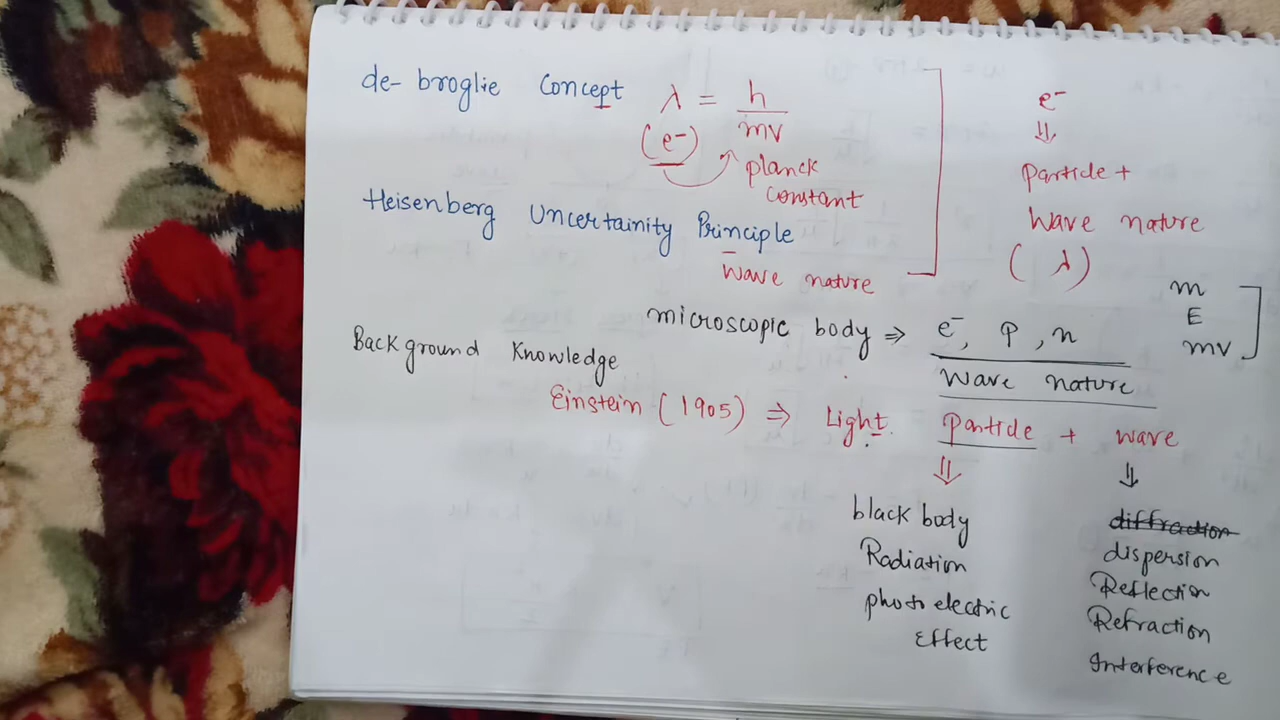 de-broglie Concept λ = h/mv
(e⁻) planck constant
e⁻
⇓
Particle +
Wave nature
(λ)
Heisenberg Uncertainity Principle
Wave nature
m
E
mv
microscopic body ⇒ e⁻, P, n
Wave nature
Background Knowledge
Einstein (1905) ⇒ Light. particle + wave
⇓ ⇓
black body
Radiation
photo electric
Effect
diffraction
dispersion
Reflection
Refraction
Interference